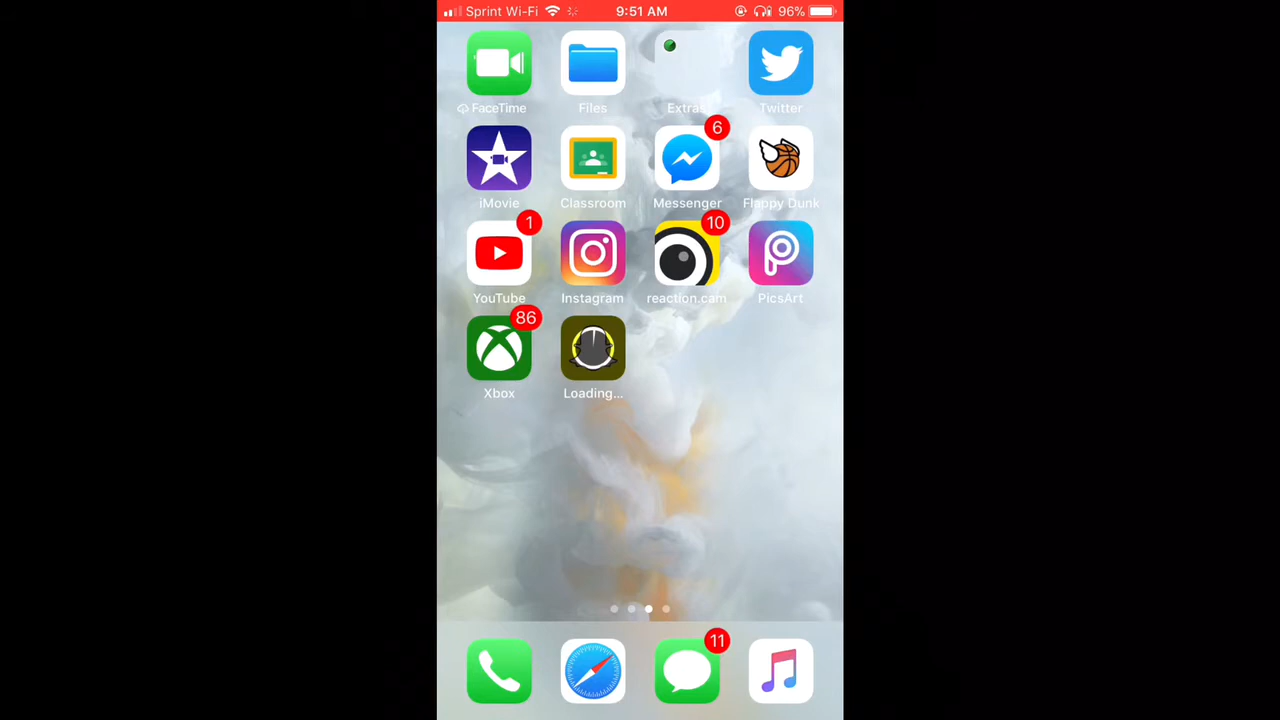 Sprint Wi-Fi 9:51 AM 96%
FaceTime Files Extras Twitter
6
iMovie Classroom Messenger Flappy Dunk
1 10
YouTube Instagram reaction.cam PicsArt
86
Xbox Loading...
11